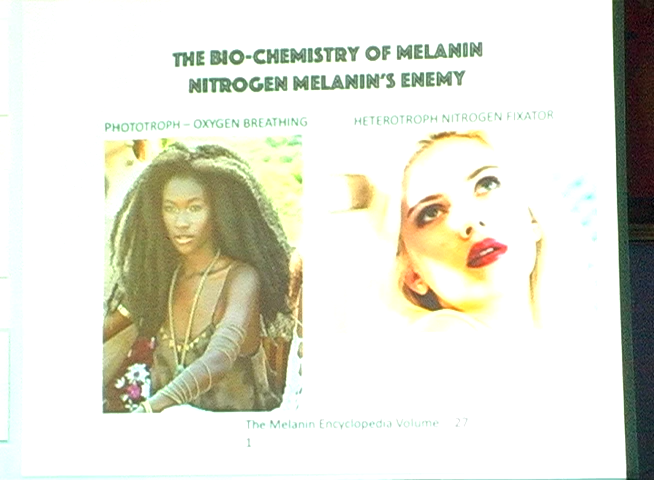 THE BIO-CHEMISTRY OF MELANIN
NITROGEN MELANIN'S ENEMY
PHOTOTROPH – OXYGEN BREATHING
HETEROTROPH NITROGEN FIXATOR
The Melanin Encyclopedia Volume 27
1